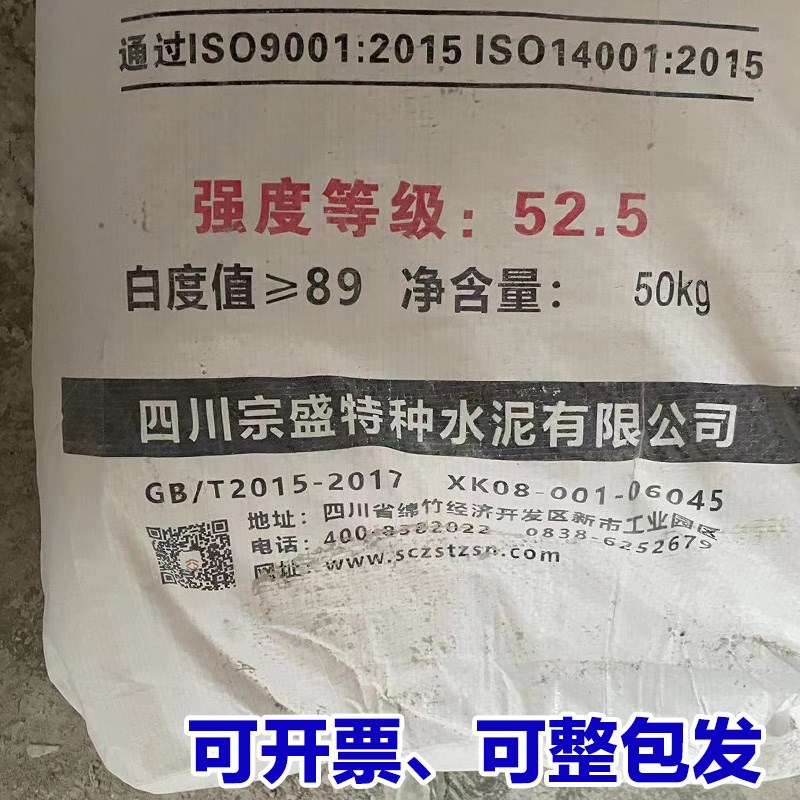 通过ISO9001:2015 ISO14001:2015
强度等级: 52.5
白度值≥89 净含量: 50kg
四川宗盛特种水泥有限公司
GB/T2015-2017 XK08-001-06045
地址: 四川省绵竹经济开发区新市工业园区
电话: 400-8382022 0838-6252679
网址: www.sczstzsn.com
可开票、可整包发